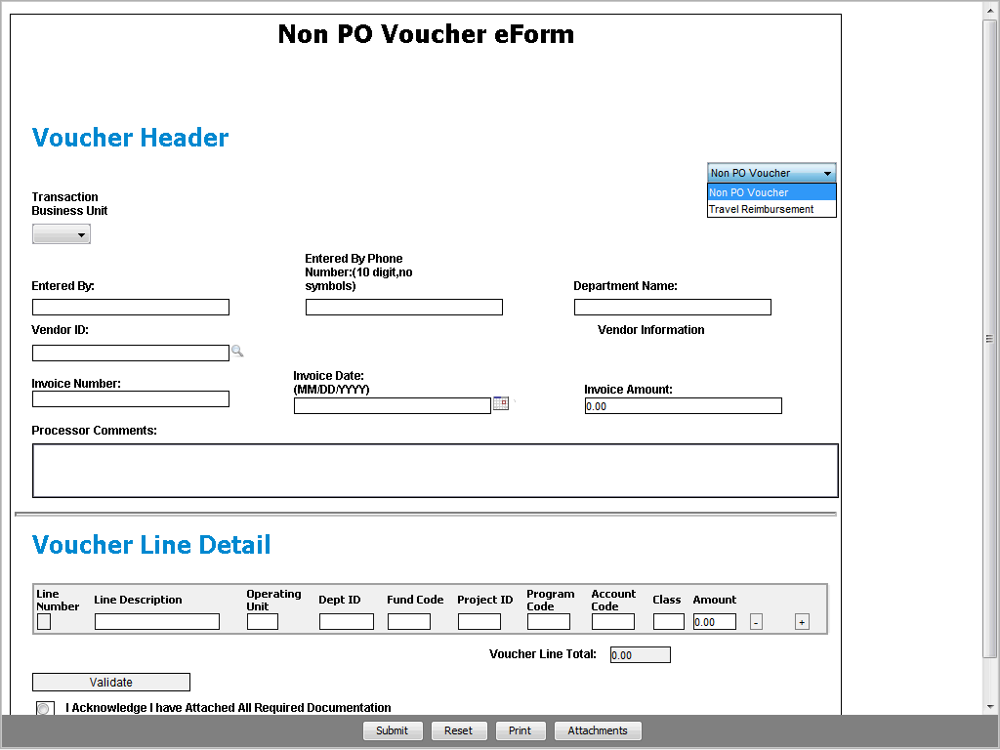 Non PO Voucher eForm
Voucher Header
Non PO Voucher
Non PO Voucher
Travel Reimbursement
Transaction
Business Unit
Entered By:
Entered By Phone
Number:(10 digit,no
symbols)
Department Name:
Vendor ID:
Vendor Information
Invoice Number:
Invoice Date:
(MM/DD/YYYY)
Invoice Amount:
0.00
Processor Comments:
Voucher Line Detail
Line
Number
Line Description
Operating
Unit
Dept ID
Fund Code
Project ID
Program
Code
Account
Code
Class
Amount
0.00
-
+
Voucher Line Total:
0.00
Validate
I Acknowledge I have Attached All Required Documentation
Submit
Reset
Print
Attachments